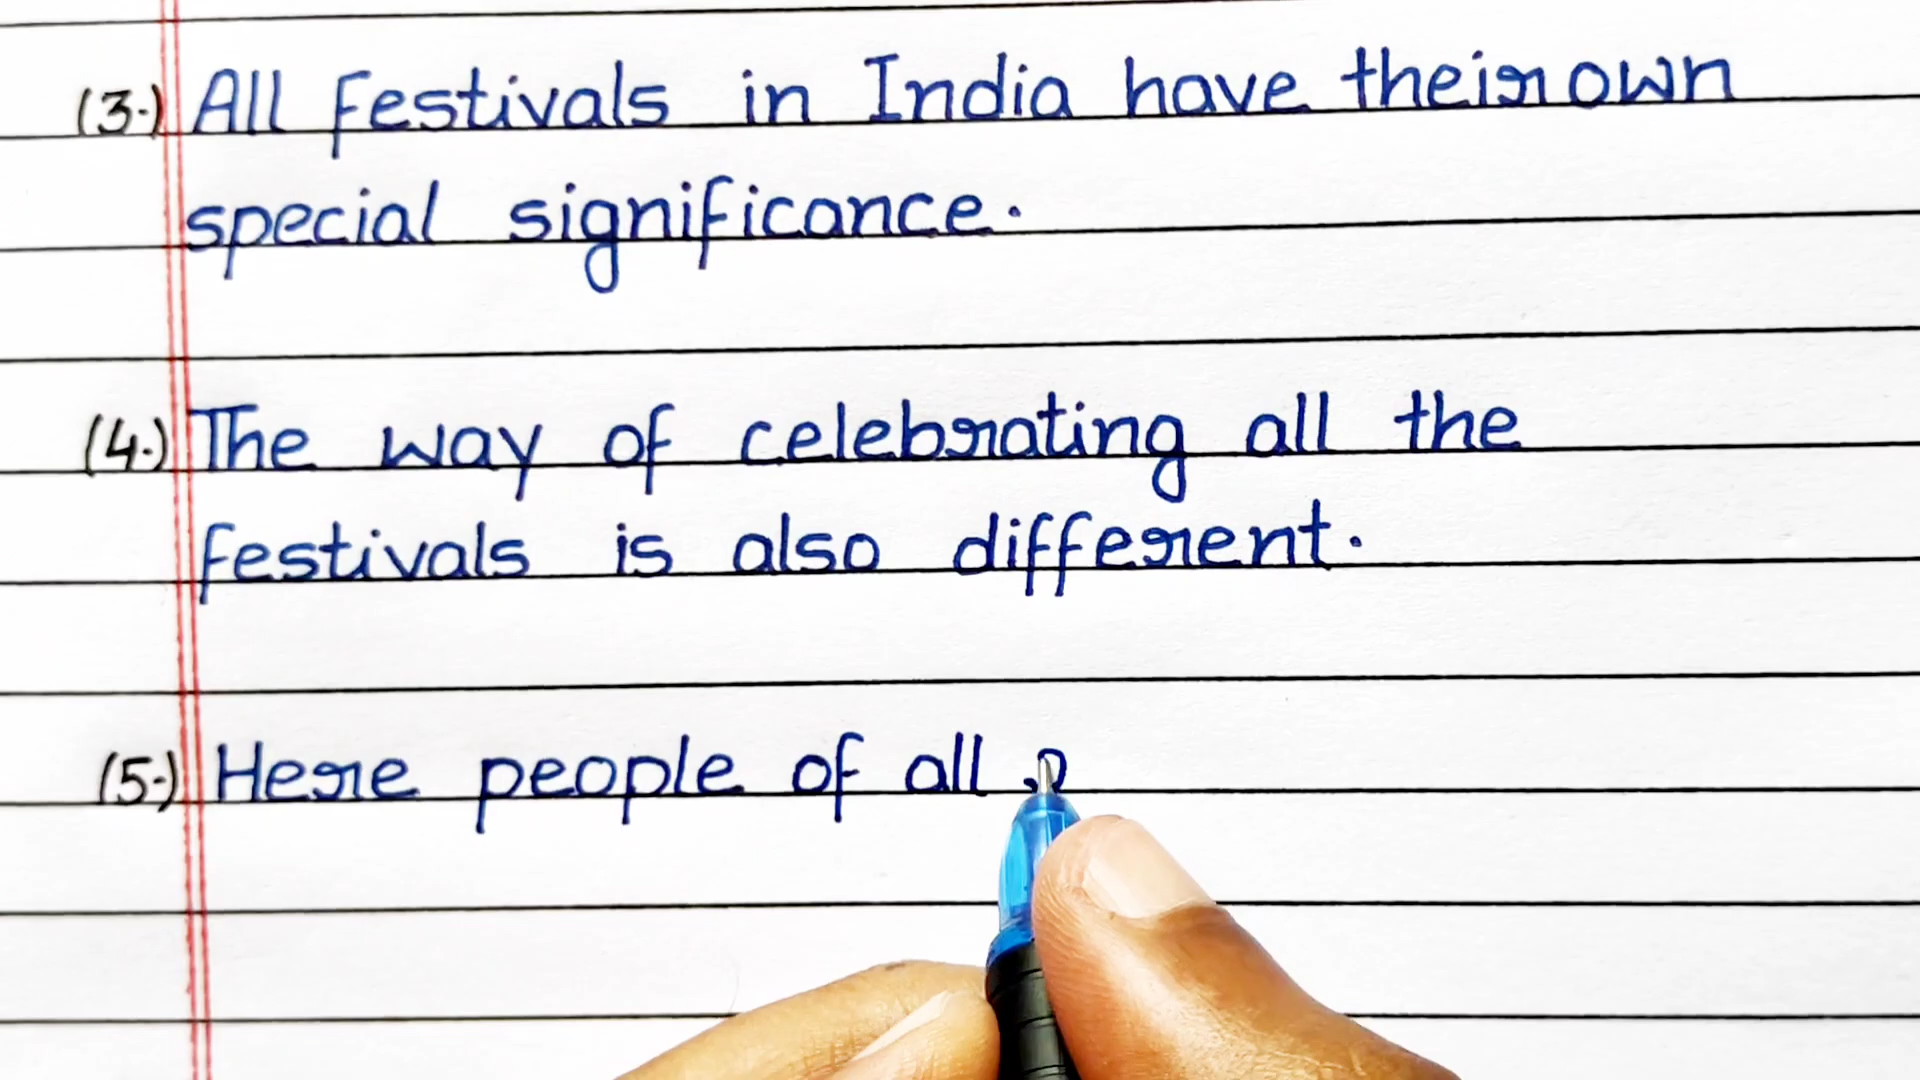 (3.) All Festivals in India have their own
special significance.
(4.) The way of celebrating all the
festivals is also different.
(5.) Here people of all